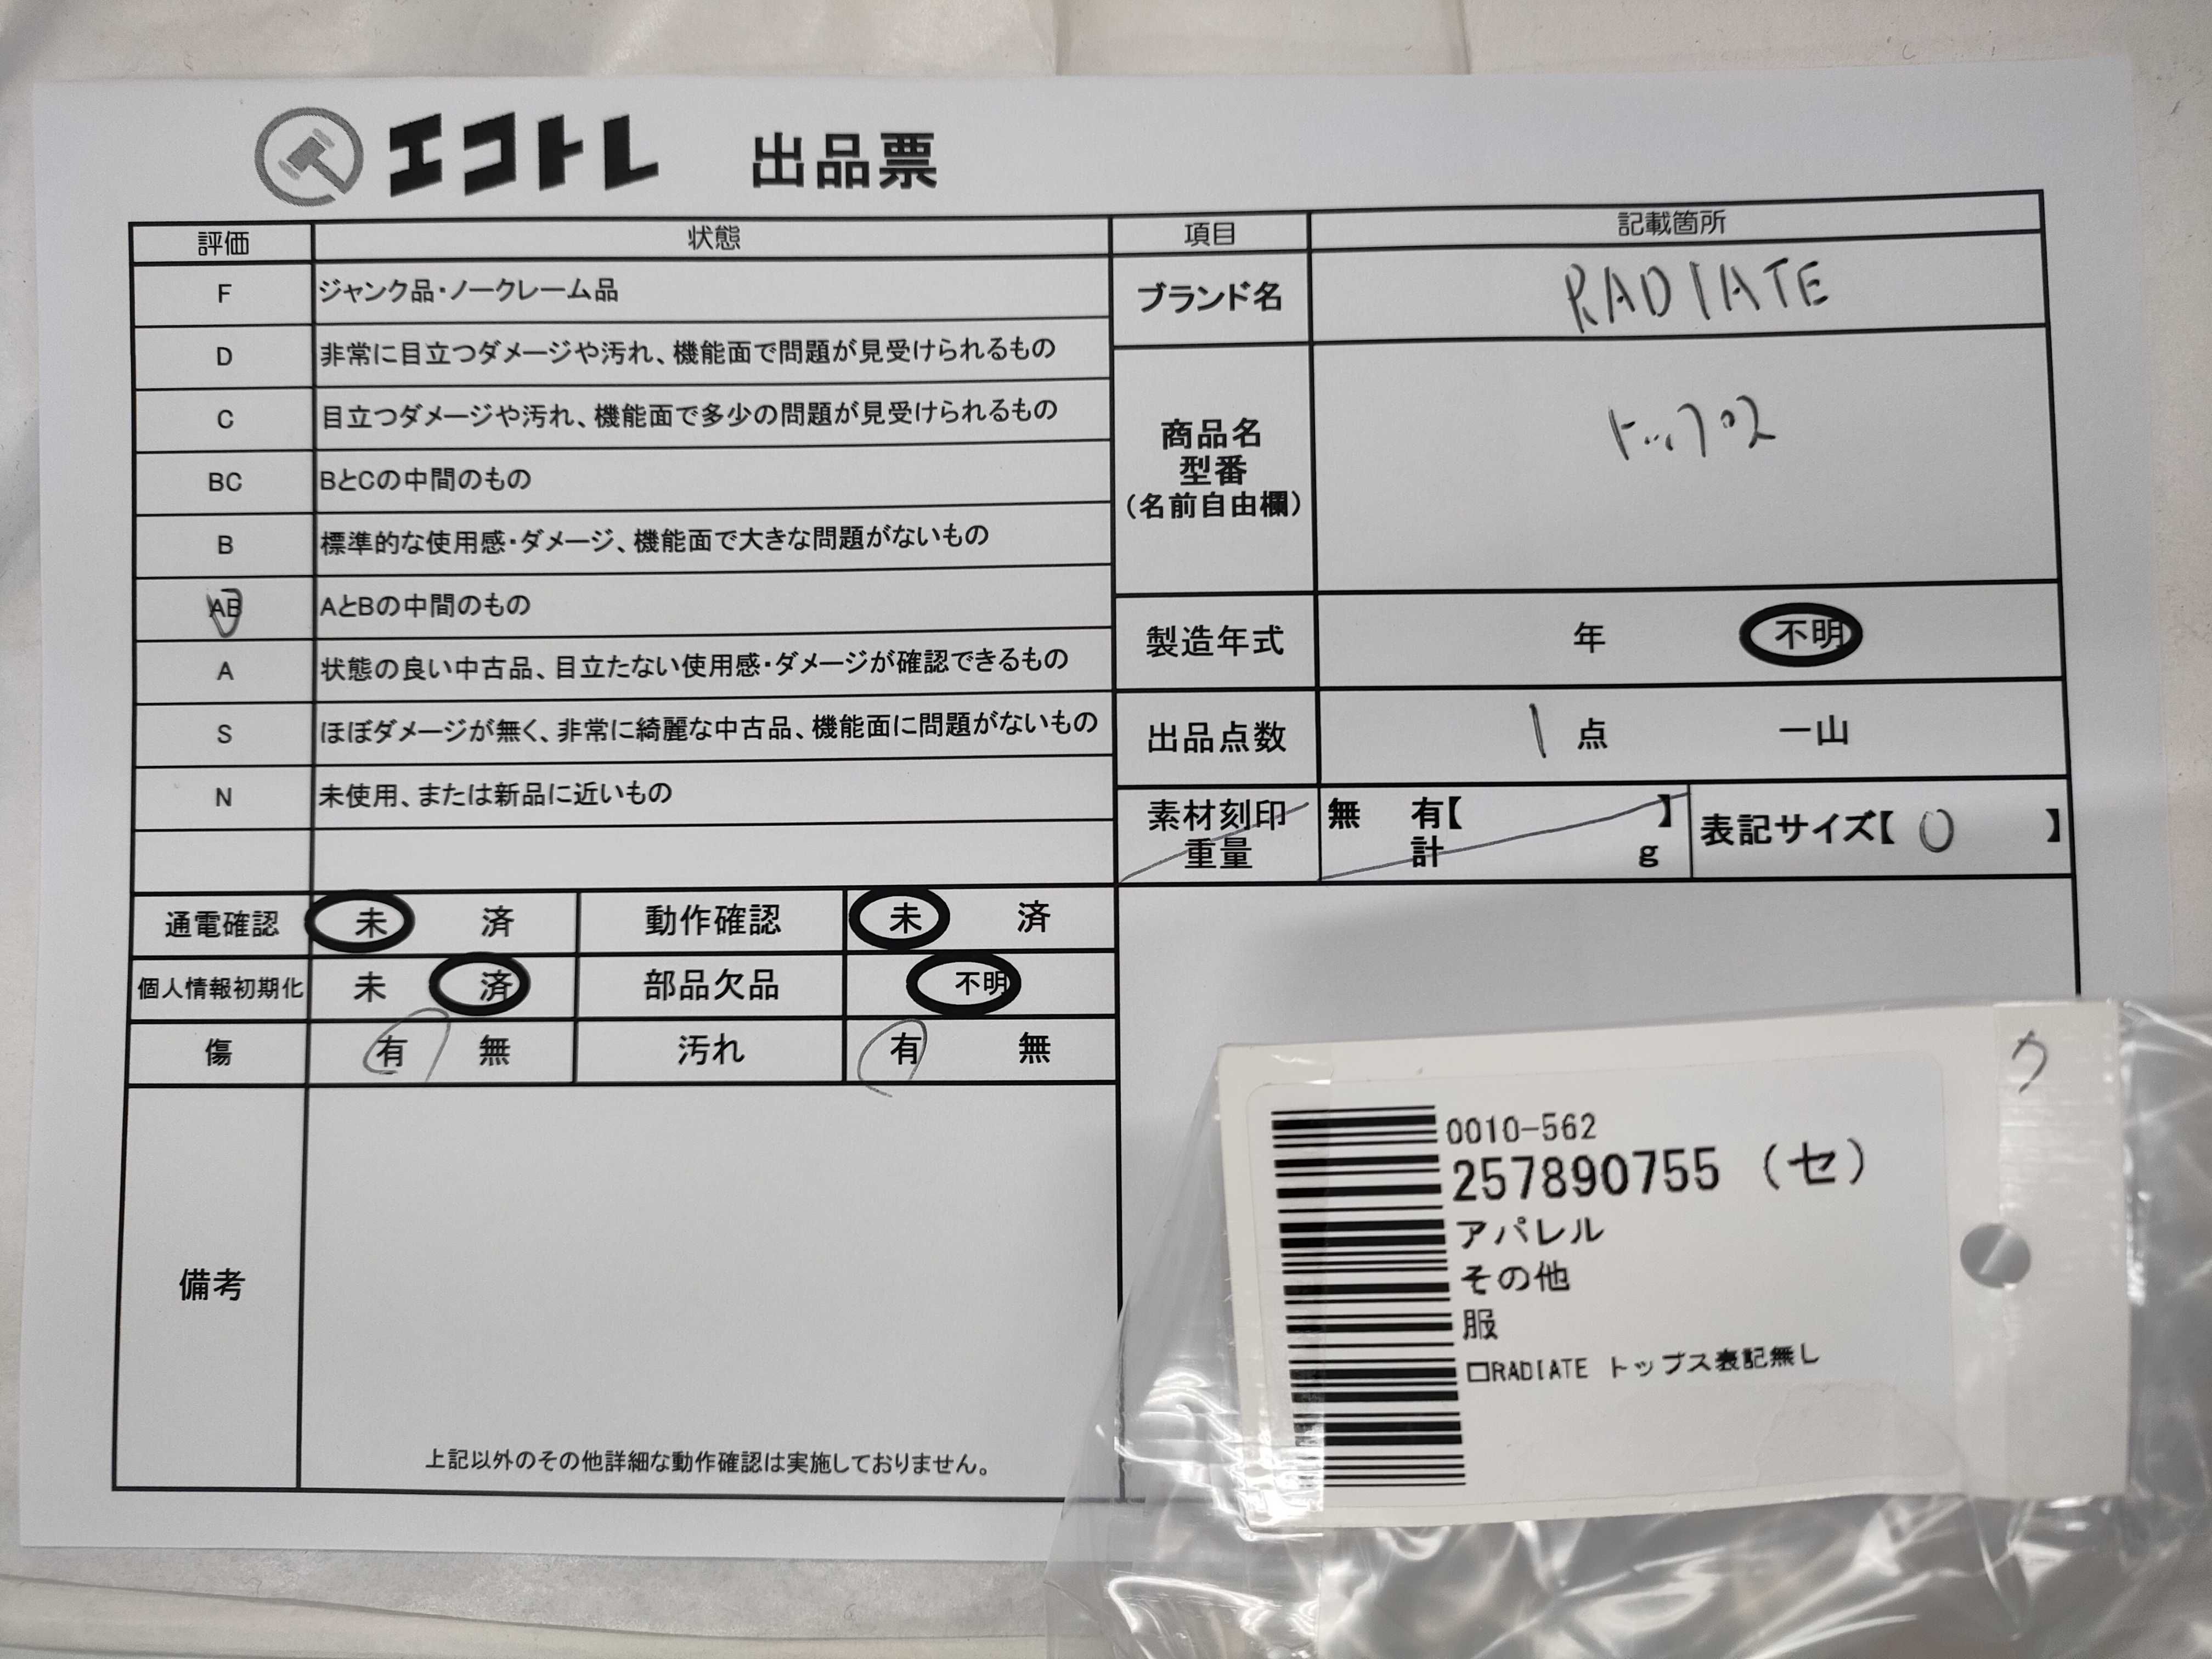 エコトレ 出品票
評価 状態
F ジャンク品・ノークレーム品
D 非常に目立つダメージや汚れ、機能面で問題が見受けられるもの
C 目立つダメージや汚れ、機能面で多少の問題が見受けられるもの
BC BとCの中間のもの
B 標準的な使用感・ダメージ、機能面で大きな問題がないもの
AB AとBの中間のもの
A 状態の良い中古品、目立たない使用感・ダメージが確認できるもの
S ほぼダメージが無く、非常に綺麗な中古品、機能面に問題がないもの
N 未使用、または新品に近いもの
通電確認 未 済 動作確認 未 済
個人情報初期化 未 済 部品欠品 不明
傷 有 無 汚れ 有 無
備考
上記以外のその他詳細な動作確認は実施しておりません。
項目 記載箇所
ブランド名 RADIATE
商品名
型番
(名前自由欄)
トップス
製造年式 年 不明
出品点数 1 点 一山
素材刻印 無 有【 】
重量 計 g
表記サイズ【 0 】
ク
0010-562
257890755 (セ)
アパレル
その他
服
□RADIATE トップス表記無し